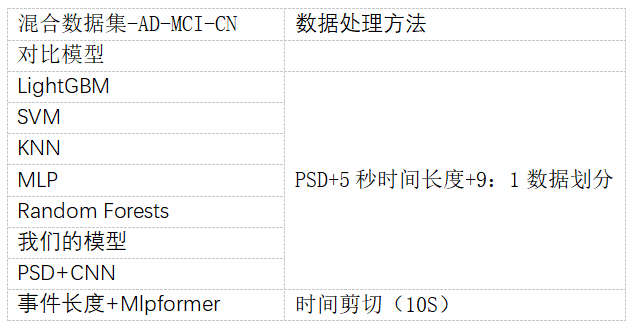 混合数据集-AD-MCI-CN 数据处理方法
对比模型
LightGBM
SVM
KNN
MLP
PSD+5秒时间长度+9：1数据划分
Random Forests
我们的模型
PSD+CNN
事件长度+Mlpformer 时间剪切（10S）